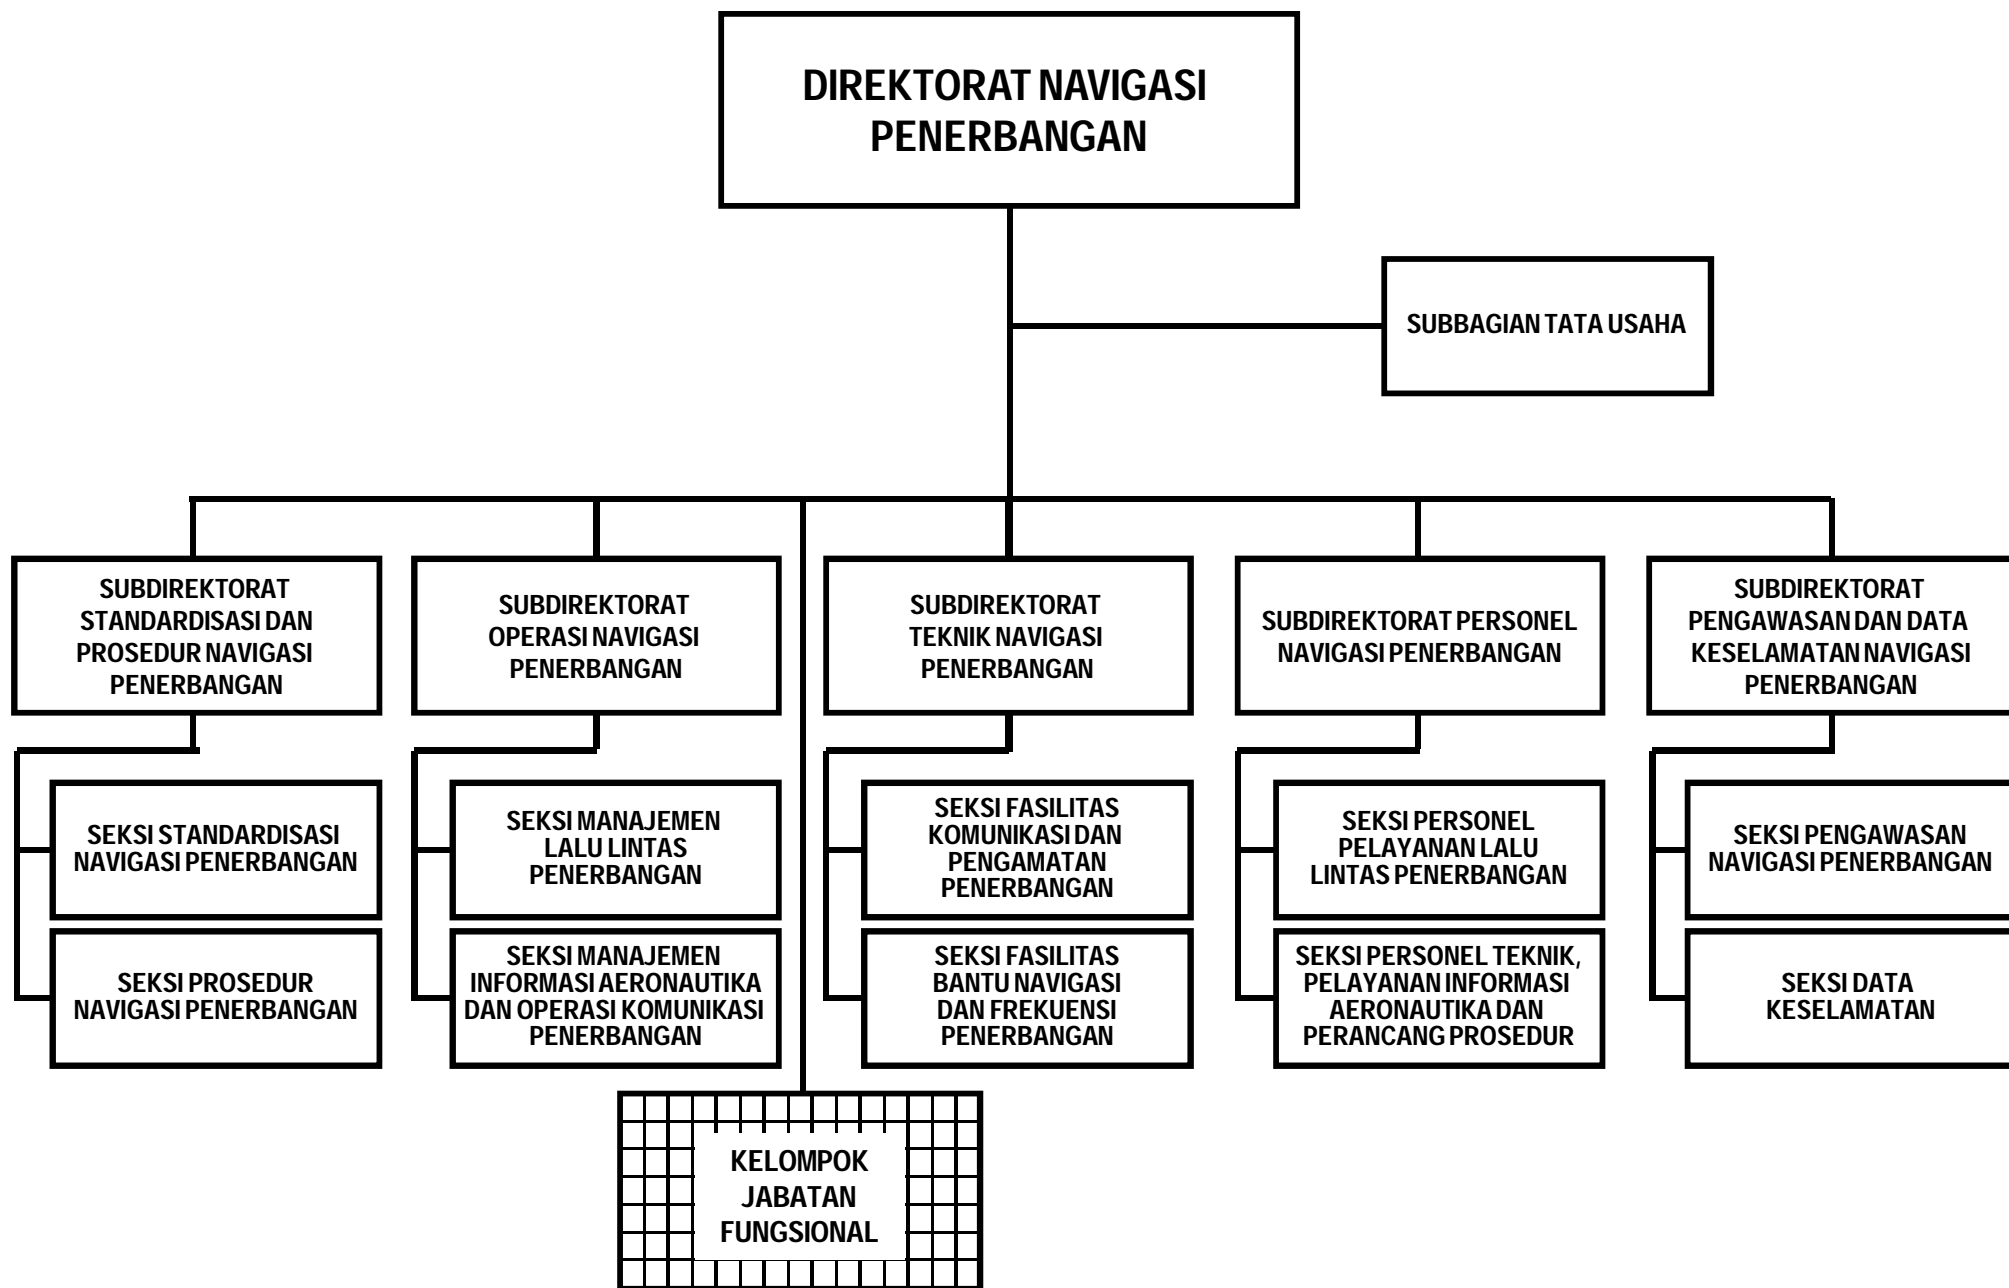 DIREKTORAT NAVIGASI
PENERBANGAN
SUBBAGIAN TATA USAHA
SUBDIREKTORAT
STANDARDISASI DAN
PROSEDUR NAVIGASI
PENERBANGAN
SUBDIREKTORAT
OPERASI NAVIGASI
PENERBANGAN
SUBDIREKTORAT
TEKNIK NAVIGASI
PENERBANGAN
SUBDIREKTORAT PERSONEL
NAVIGASI PENERBANGAN
SUBDIREKTORAT
PENGAWASAN DAN DATA
KESELAMATAN NAVIGASI
PENERBANGAN
SEKSI STANDARDISASI
NAVIGASI PENERBANGAN
SEKSI MANAJEMEN
LALU LINTAS
PENERBANGAN
SEKSI FASILITAS
KOMUNIKASI DAN
PENGAMATAN
PENERBANGAN
SEKSI PERSONEL
PELAYANAN LALU
LINTAS PENERBANGAN
SEKSI PENGAWASAN
NAVIGASI PENERBANGAN
SEKSI PROSEDUR
NAVIGASI PENERBANGAN
SEKSI MANAJEMEN
INFORMASI AERONAUTIKA
DAN OPERASI KOMUNIKASI
PENERBANGAN
SEKSI FASILITAS
BANTU NAVIGASI
DAN FREKUENSI
PENERBANGAN
SEKSI PERSONEL TEKNIK,
PELAYANAN INFORMASI
AERONAUTIKA DAN
PERANCANG PROSEDUR
SEKSI DATA
KESELAMATAN
KELOMPOK
JABATAN
FUNGSIONAL